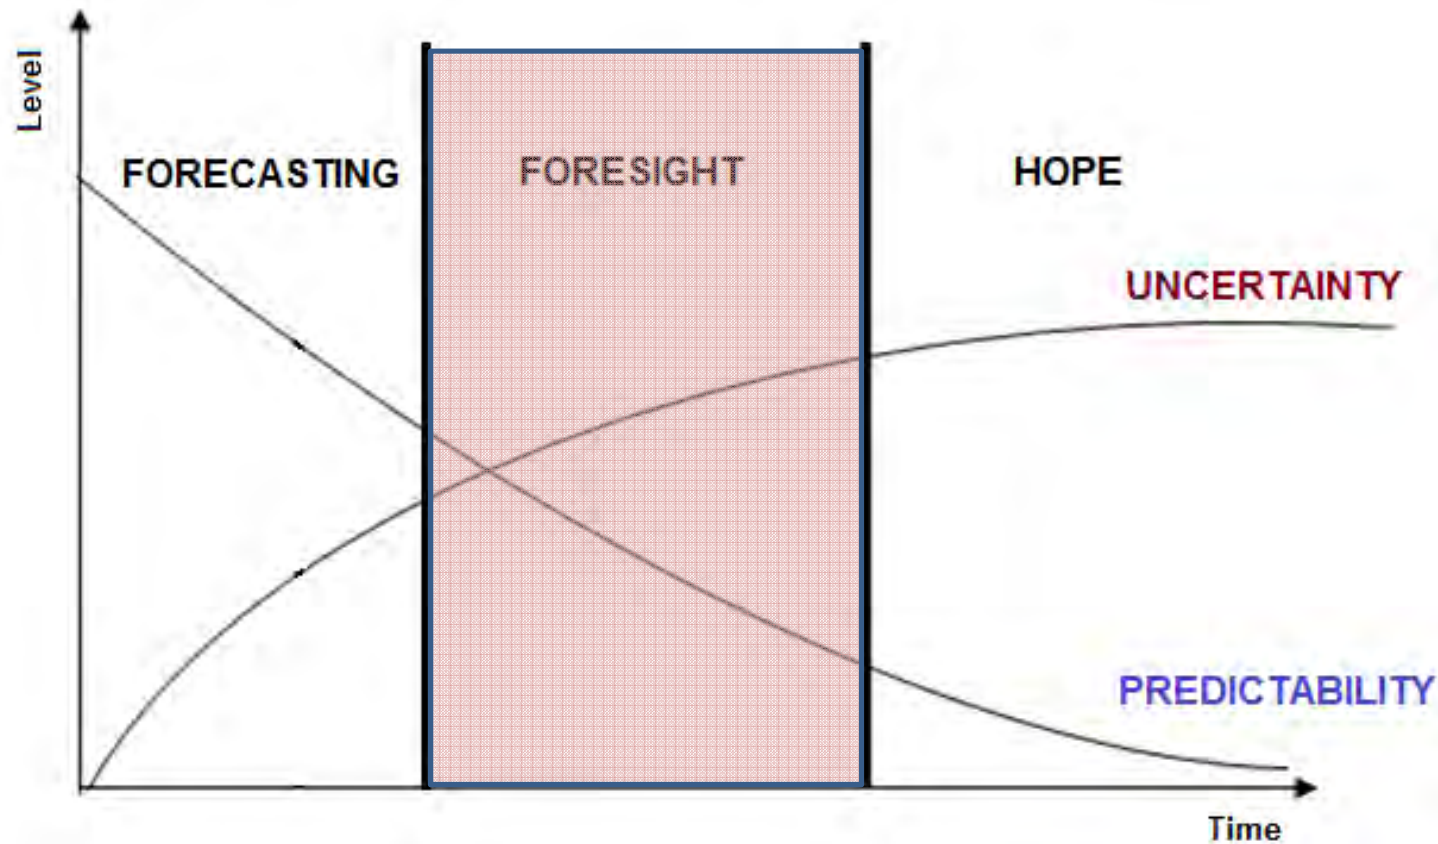 Level
FORECASTING
FORESIGHT
HOPE
UNCERTAINTY
PREDICTABILITY
Time